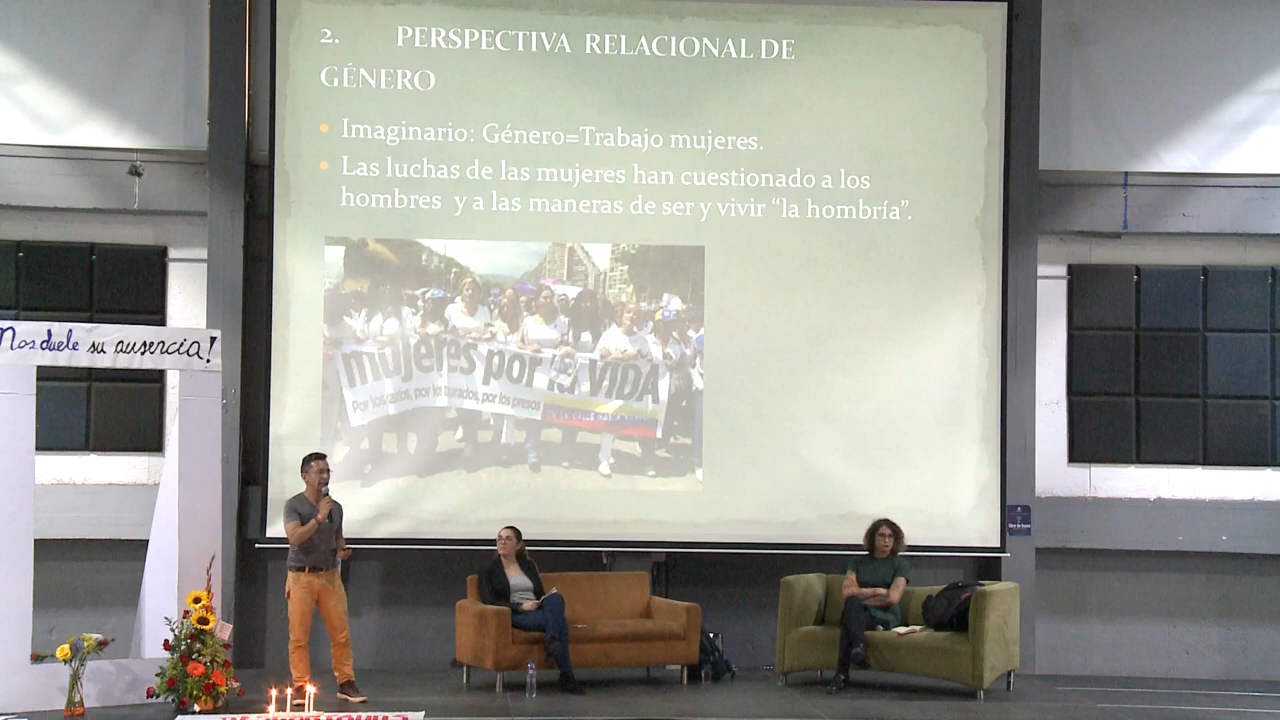 2. PERSPECTIVA RELACIONAL DE
GÉNERO
• Imaginario: Género=Trabajo mujeres.
• Las luchas de las mujeres han cuestionado a los
hombres y a las maneras de ser y vivir “la hombría”.
mujeres por la VIDA
Nos duele su ausencia!